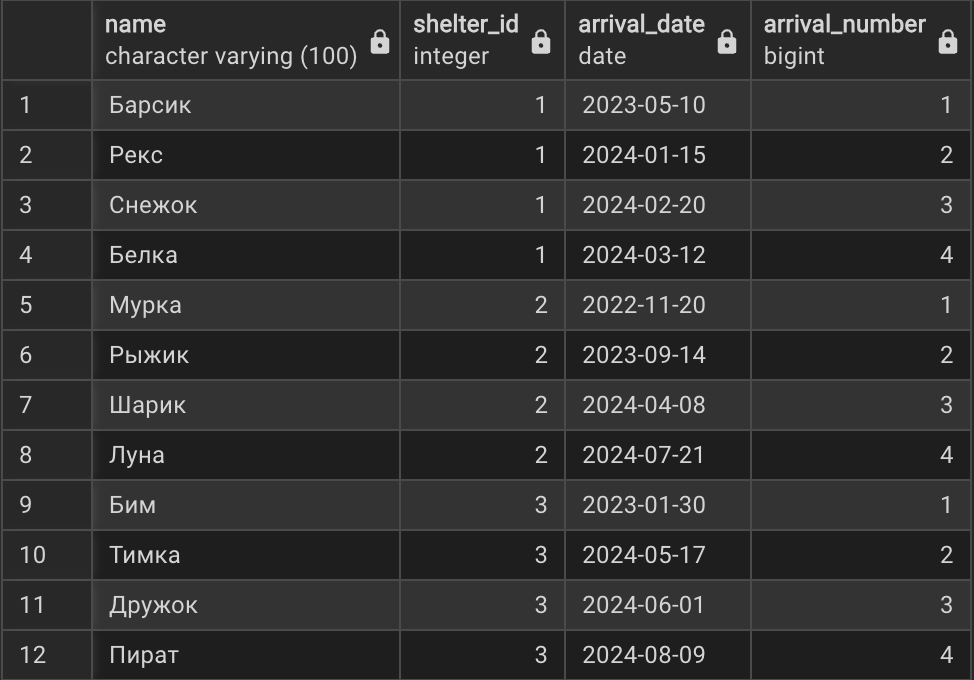 name shelter_id arrival_date arrival_number
character varying (100) integer date bigint
1 Барсик 1 2023-05-10 1
2 Рекс 1 2024-01-15 2
3 Снежок 1 2024-02-20 3
4 Белка 1 2024-03-12 4
5 Мурка 2 2022-11-20 1
6 Рыжик 2 2023-09-14 2
7 Шарик 2 2024-04-08 3
8 Луна 2 2024-07-21 4
9 Бим 3 2023-01-30 1
10 Тимка 3 2024-05-17 2
11 Дружок 3 2024-06-01 3
12 Пират 3 2024-08-09 4